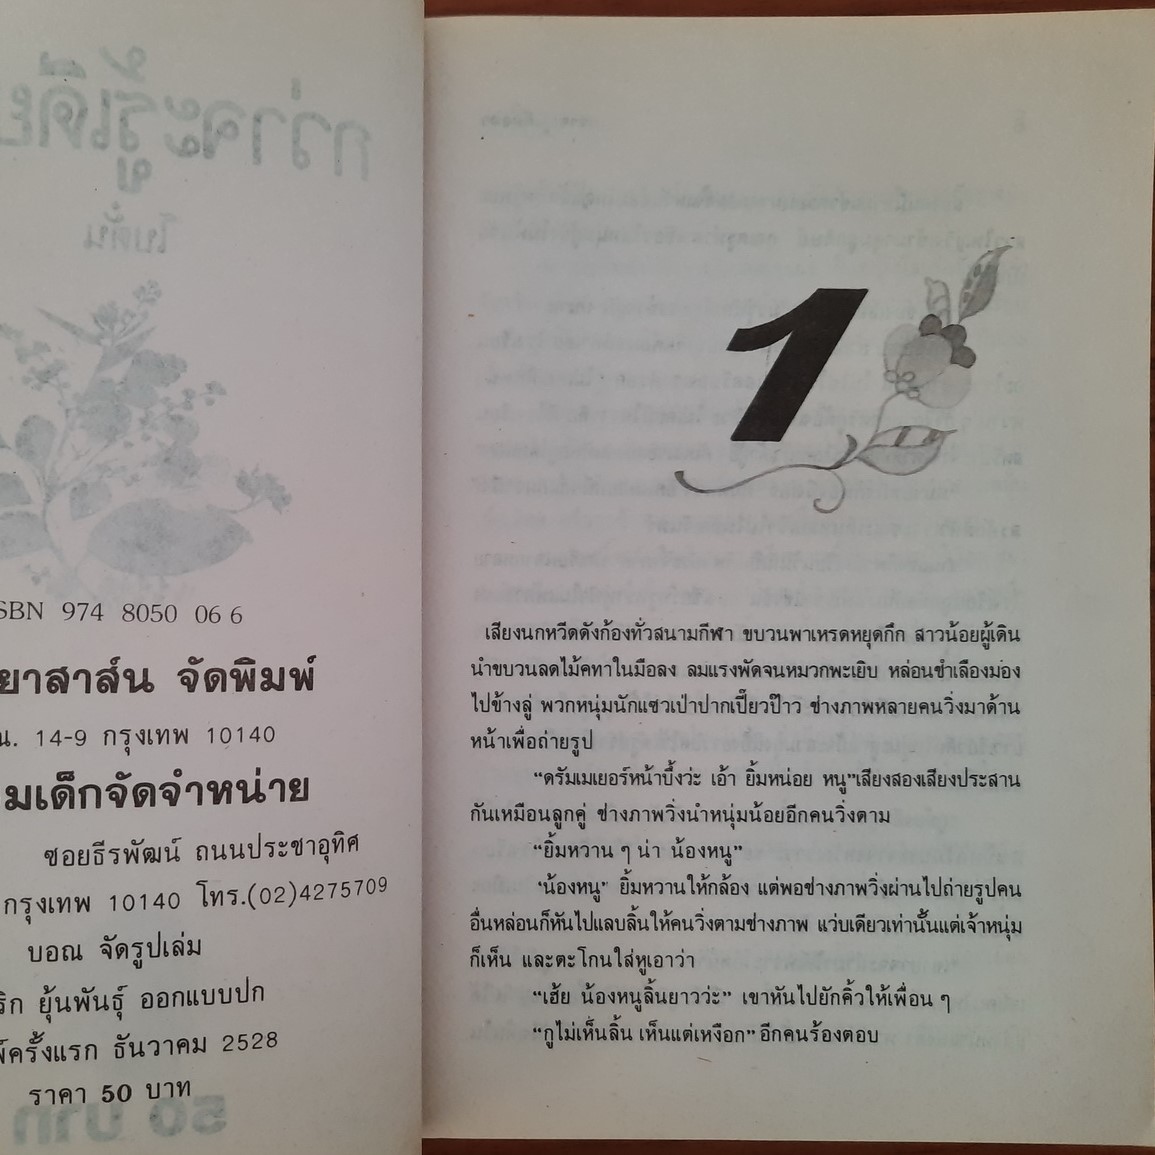 SBN 974 8050 06 6
ยาสาส์น จัดพิมพ์
น. 14-9 กรุงเทพ 10140
มเด็กจัดจำหน่าย
ซอยธีรพัฒน์ ถนนประชาอุทิศ
กรุงเทพ 10140 โทร.(02)4275709
บอณ จัดรูปเล่ม
ริก ยุ้นพันธุ์ ออกแบบปก
พ์ครั้งแรก ธันวาคม 2528
ราคา 50 บาท
1
เสียงนกหวีดดังก้องทั่วสนามกีฬา ขบวนพาเหรดหยุดกึก สาวน้อยผู้เดิน
นำขบวนลดไม้คทาในมือลง ลมแรงพัดจนหมวกพะเยิบ หล่อนชำเลืองมอง
ไปข้างลู่ พวกหนุ่มนักแซวเป่าปากเปี๊ยวป๊าว ช่างภาพหลายคนวิ่งมาด้าน
หน้าเพื่อถ่ายรูป
“ดรัมเมเยอร์หน้าบึ้งว่ะ เอ้า ยิ้มหน่อย หนู”เสียงสองเสียงประสาน
กันเหมือนลูกคู่ ช่างภาพวิ่งนำหนุ่มน้อยอีกคนวิ่งตาม
“ยิ้มหวาน ๆ น่า น้องหนู”
‘น้องหนู’ ยิ้มหวานให้กล้อง แต่พอช่างภาพวิ่งผ่านไปถ่ายรูปคน
อื่นหล่อนก็หันไปแลบลิ้นให้คนวิ่งตามช่างภาพ แว่บเดียวเท่านั้นแต่เจ้าหนุ่ม
ก็เห็น และตะโกนใส่หูเอาว่า
“เฮ้ย น้องหนูลิ้นยาวว่ะ” เขาหันไปยักคิ้วให้เพื่อน ๆ
“กูไม่เห็นลิ้น เห็นแต่เหงือก” อีกคนร้องตอบ